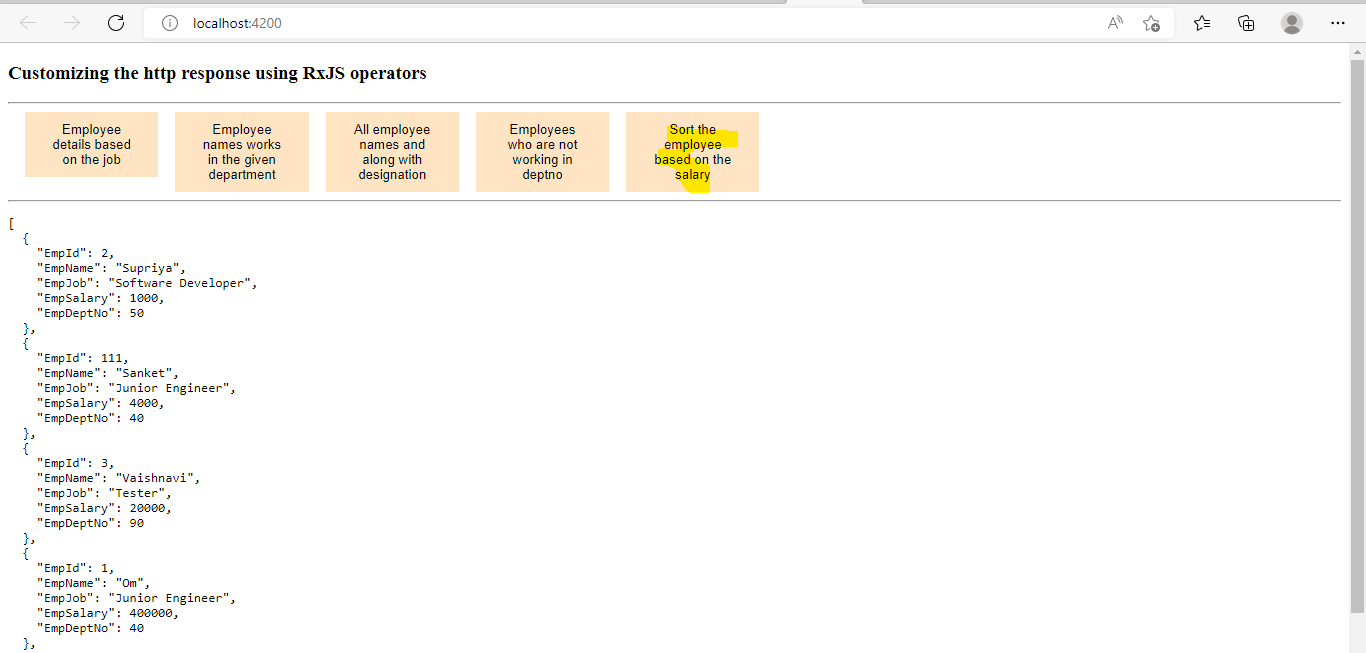 localhost:4200
Customizing the http response using RxJS operators
Employee
details based
on the job
Employee
names works
in the given
department
All employee
names and
along with
designation
Employees
who are not
working in
deptno
Sort the
employee
based on the
salary
[
{
"EmpId": 2,
"EmpName": "Supriya",
"EmpJob": "Software Developer",
"EmpSalary": 1000,
"EmpDeptNo": 50
},
{
"EmpId": 111,
"EmpName": "Sanket",
"EmpJob": "Junior Engineer",
"EmpSalary": 4000,
"EmpDeptNo": 40
},
{
"EmpId": 3,
"EmpName": "Vaishnavi",
"EmpJob": "Tester",
"EmpSalary": 20000,
"EmpDeptNo": 90
},
{
"EmpId": 1,
"EmpName": "Om",
"EmpJob": "Junior Engineer",
"EmpSalary": 400000,
"EmpDeptNo": 40
},